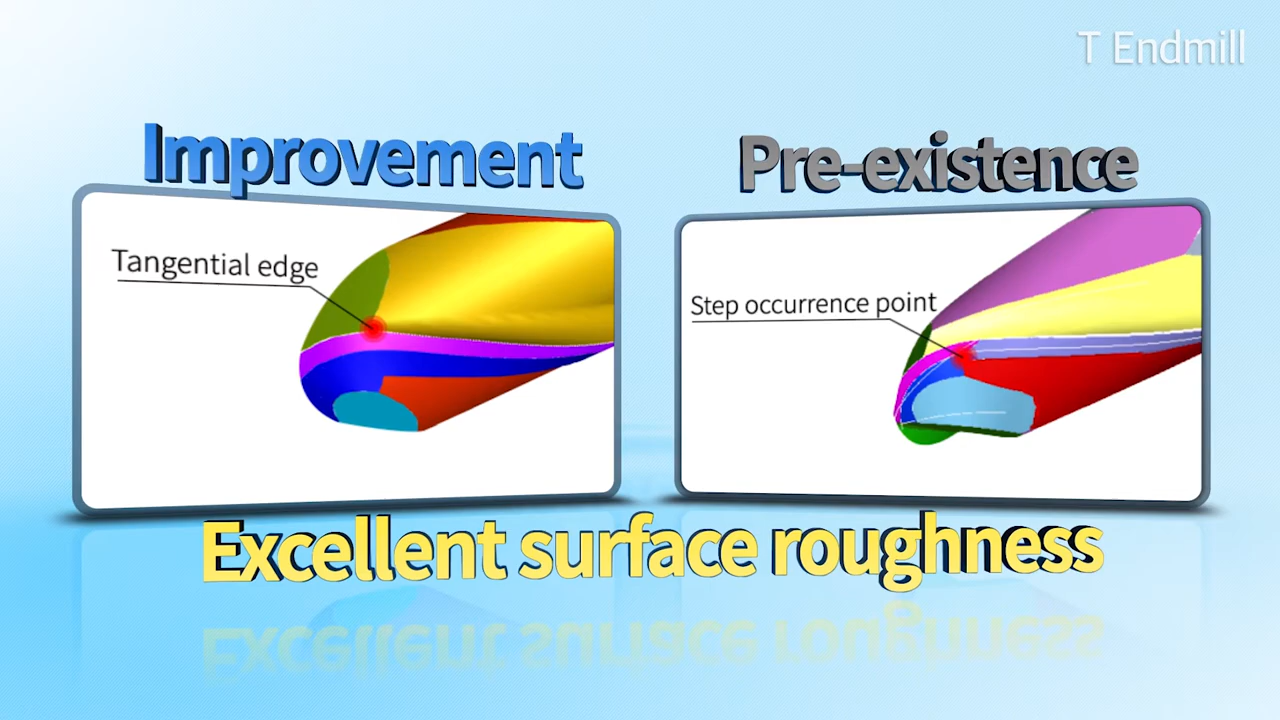 T Endmill
Improvement
Pre-existence
Tangential edge
Step occurrence point
Excellent surface roughness